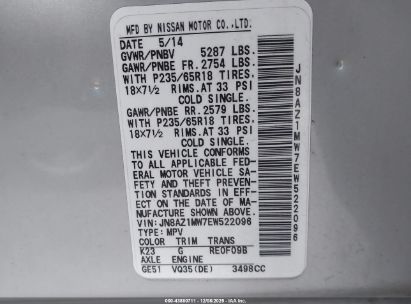 MFD BY NISSAN MOTOR CO.,LTD.
DATE 5/14
GVWR/PNBV 5287 LBS.
GAWR/PNBE FR. 2754 LBS.
WITH P235/65R18 TIRES.
18X7½ RIMS. AT 33 PSI
COLD SINGLE.
GAWR/PNBE RR. 2579 LBS.
WITH P235/65R18 TIRES.
18X7½ RIMS. AT 33 PSI
COLD SINGLE.
THIS VEHICLE CONFORMS
TO ALL APPLICABLE FED-
ERAL MOTOR VEHICLE SA-
FETY AND THEFT PREVEN-
TION STANDARDS IN EFF-
ECT ON THE DATE OF MA-
NUFACTURE SHOWN ABOVE.
VIN: JN8AZ1MW7EW522096
TYPE: MPV
COLOR TRIM TRANS
K23 G RE0F09B
AXLE ENGINE
GE51 VQ35(DE) 3498CC
JN8AZ1MW7EW522096